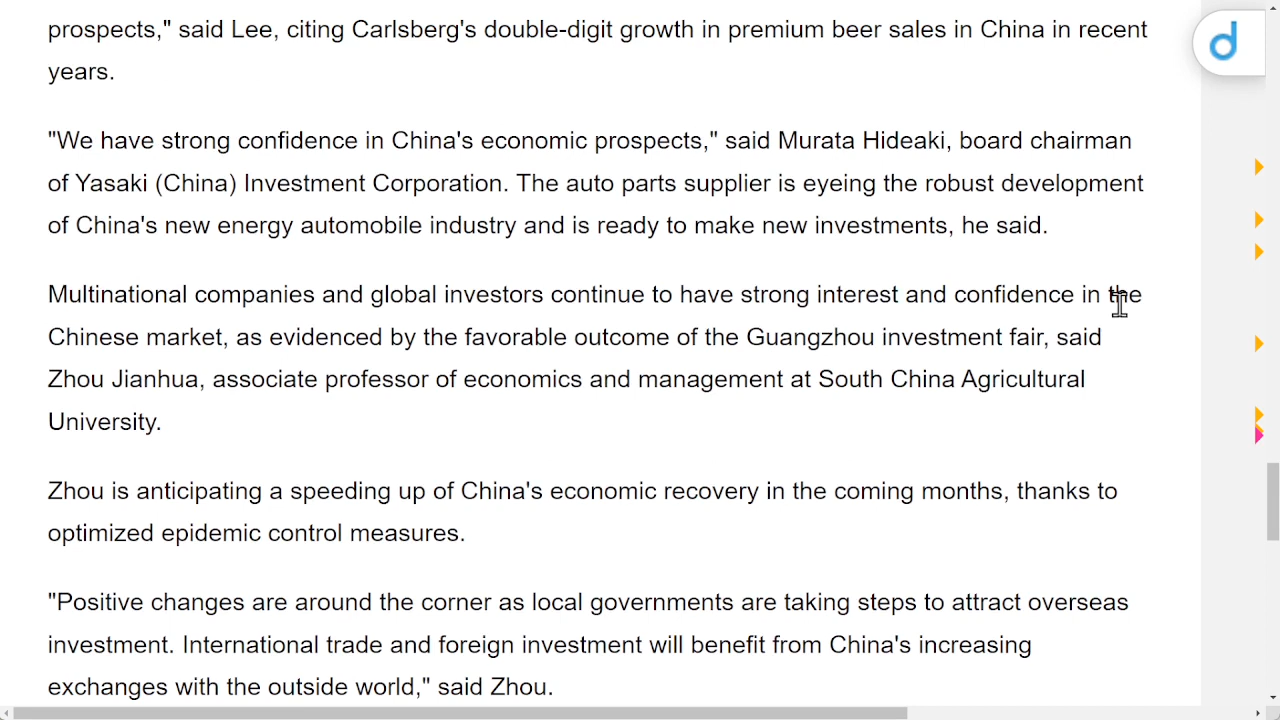 prospects," said Lee, citing Carlsberg's double-digit growth in premium beer sales in China in recent
years.
"We have strong confidence in China's economic prospects," said Murata Hideaki, board chairman
of Yasaki (China) Investment Corporation. The auto parts supplier is eyeing the robust development
of China's new energy automobile industry and is ready to make new investments, he said.
Multinational companies and global investors continue to have strong interest and confidence in the
Chinese market, as evidenced by the favorable outcome of the Guangzhou investment fair, said
Zhou Jianhua, associate professor of economics and management at South China Agricultural
University.
Zhou is anticipating a speeding up of China's economic recovery in the coming months, thanks to
optimized epidemic control measures.
"Positive changes are around the corner as local governments are taking steps to attract overseas
investment. International trade and foreign investment will benefit from China's increasing
exchanges with the outside world," said Zhou.